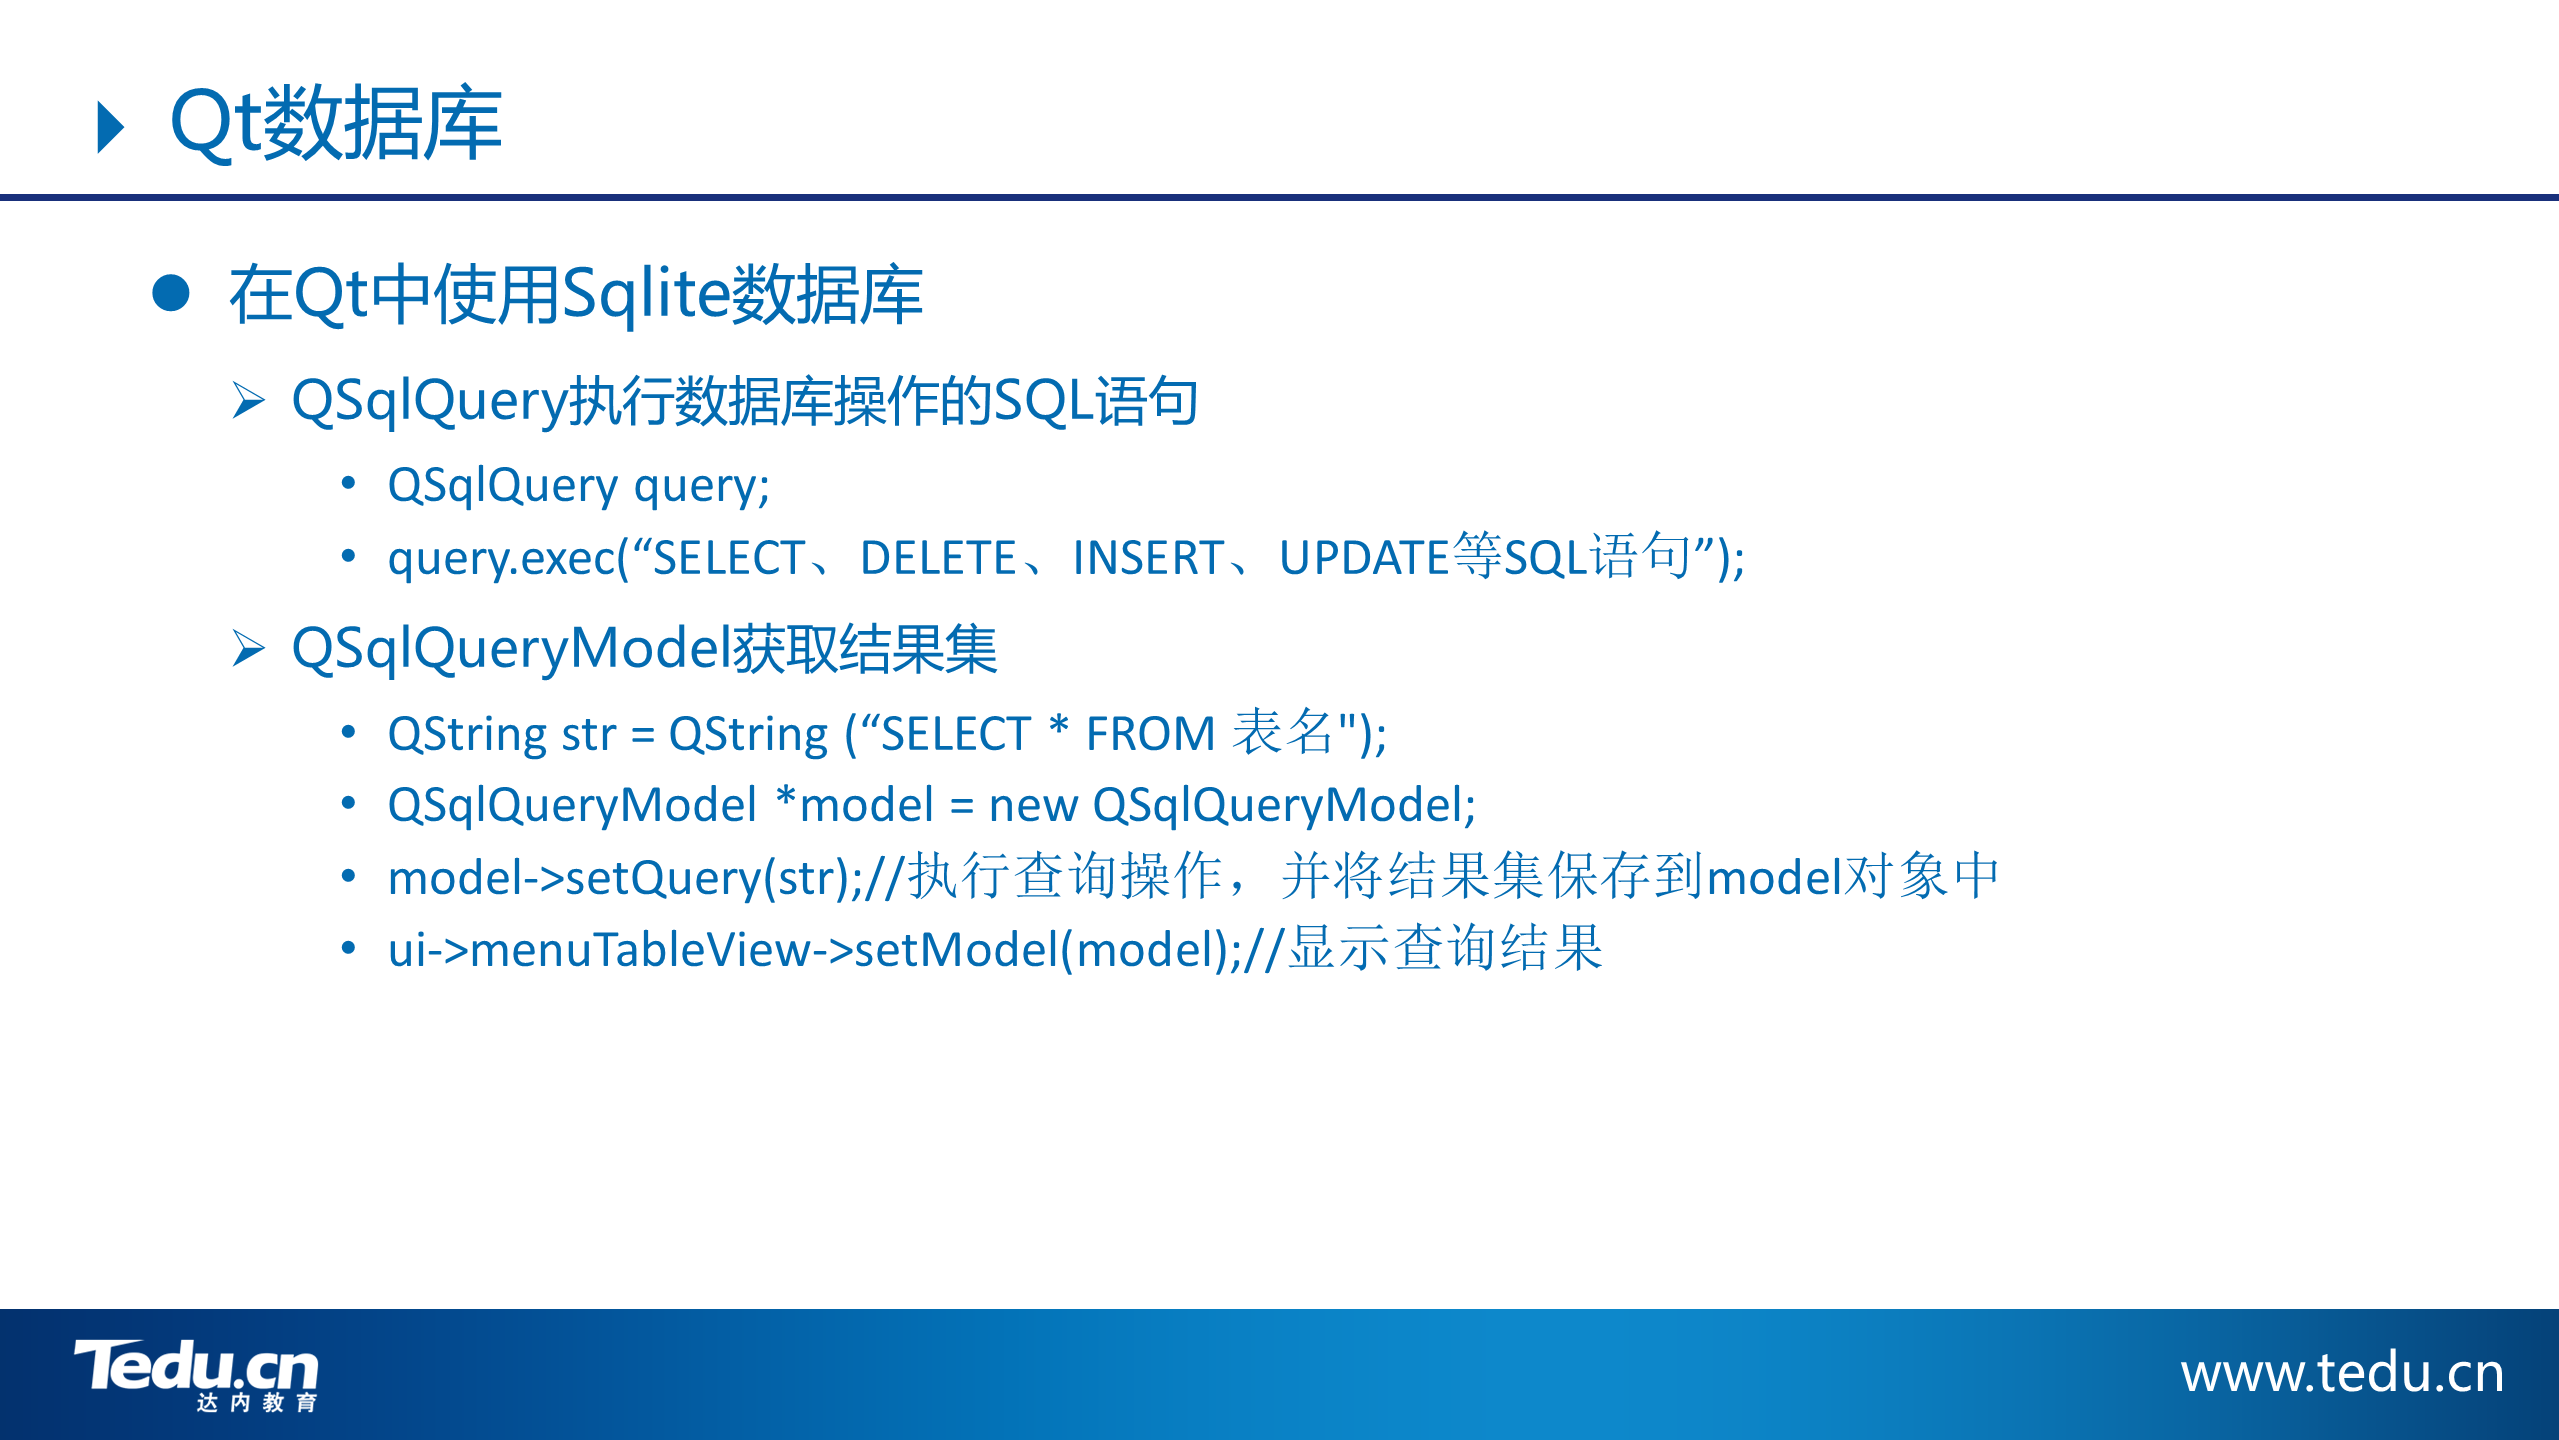 Qt数据库
在Qt中使用Sqlite数据库
QSqlQuery执行数据库操作的SQL语句
QSqlQuery query;
query.exec(“SELECT、DELETE、INSERT、UPDATE等SQL语句”);
QSqlQueryModel获取结果集
QString str = QString (“SELECT * FROM 表名");
QSqlQueryModel *model = new QSqlQueryModel;
model->setQuery(str);//执行查询操作，并将结果集保存到model对象中
ui->menuTableView->setModel(model);//显示查询结果
Tedu.cn
达内教育
www.tedu.cn